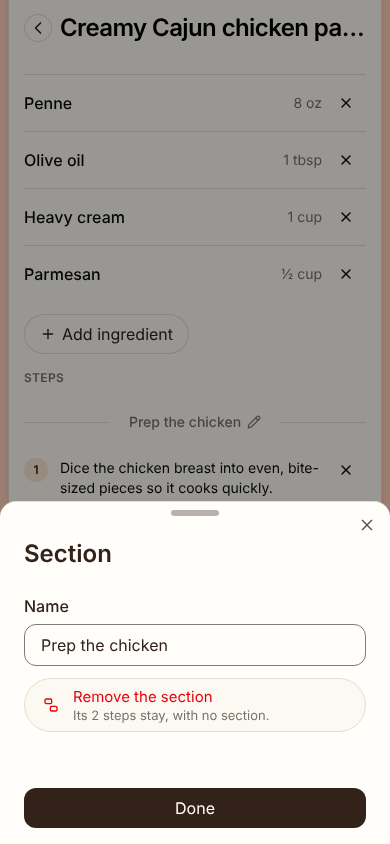 Creamy Cajun chicken pa...
Penne 8 oz
Olive oil 1 tbsp
Heavy cream 1 cup
Parmesan ½ cup
+ Add ingredient
STEPS
Prep the chicken
1 Dice the chicken breast into even, bite-
sized pieces so it cooks quickly.
Section
Name
Prep the chicken
Remove the section
Its 2 steps stay, with no section.
Done